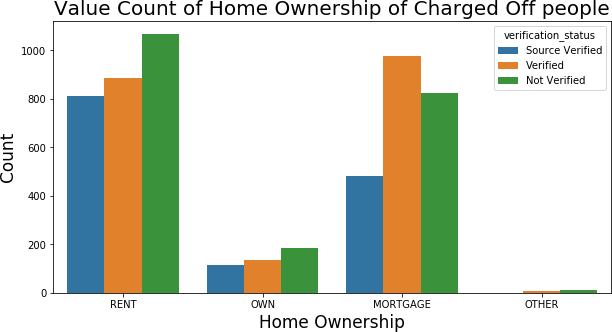 Value Count of Home Ownership of Charged Off people
verification_status
Source Verified
Verified
Not Verified
Count
1000
800
600
400
200
0
RENT
OWN
MORTGAGE
OTHER
Home Ownership